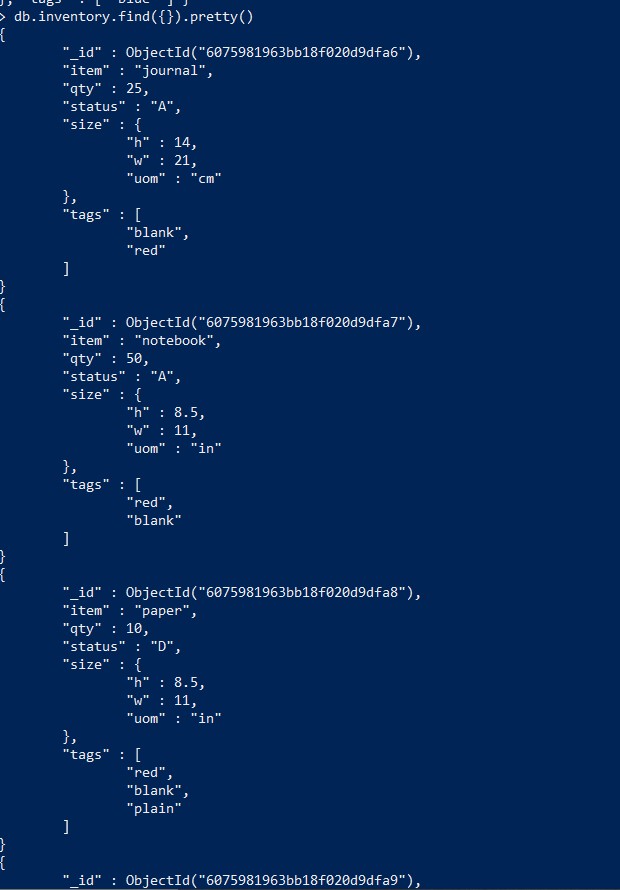 }, "tags" : [ "blue" ] }
> db.inventory.find({}).pretty()
{
"_id" : ObjectId("6075981963bb18f020d9dfa6"),
"item" : "journal",
"qty" : 25,
"status" : "A",
"size" : {
"h" : 14,
"w" : 21,
"uom" : "cm"
},
"tags" : [
"blank",
"red"
]
}
{
"_id" : ObjectId("6075981963bb18f020d9dfa7"),
"item" : "notebook",
"qty" : 50,
"status" : "A",
"size" : {
"h" : 8.5,
"w" : 11,
"uom" : "in"
},
"tags" : [
"red",
"blank"
]
}
{
"_id" : ObjectId("6075981963bb18f020d9dfa8"),
"item" : "paper",
"qty" : 10,
"status" : "D",
"size" : {
"h" : 8.5,
"w" : 11,
"uom" : "in"
},
"tags" : [
"red",
"blank",
"plain"
]
}
{
"_id" : ObjectId("6075981963bb18f020d9dfa9"),